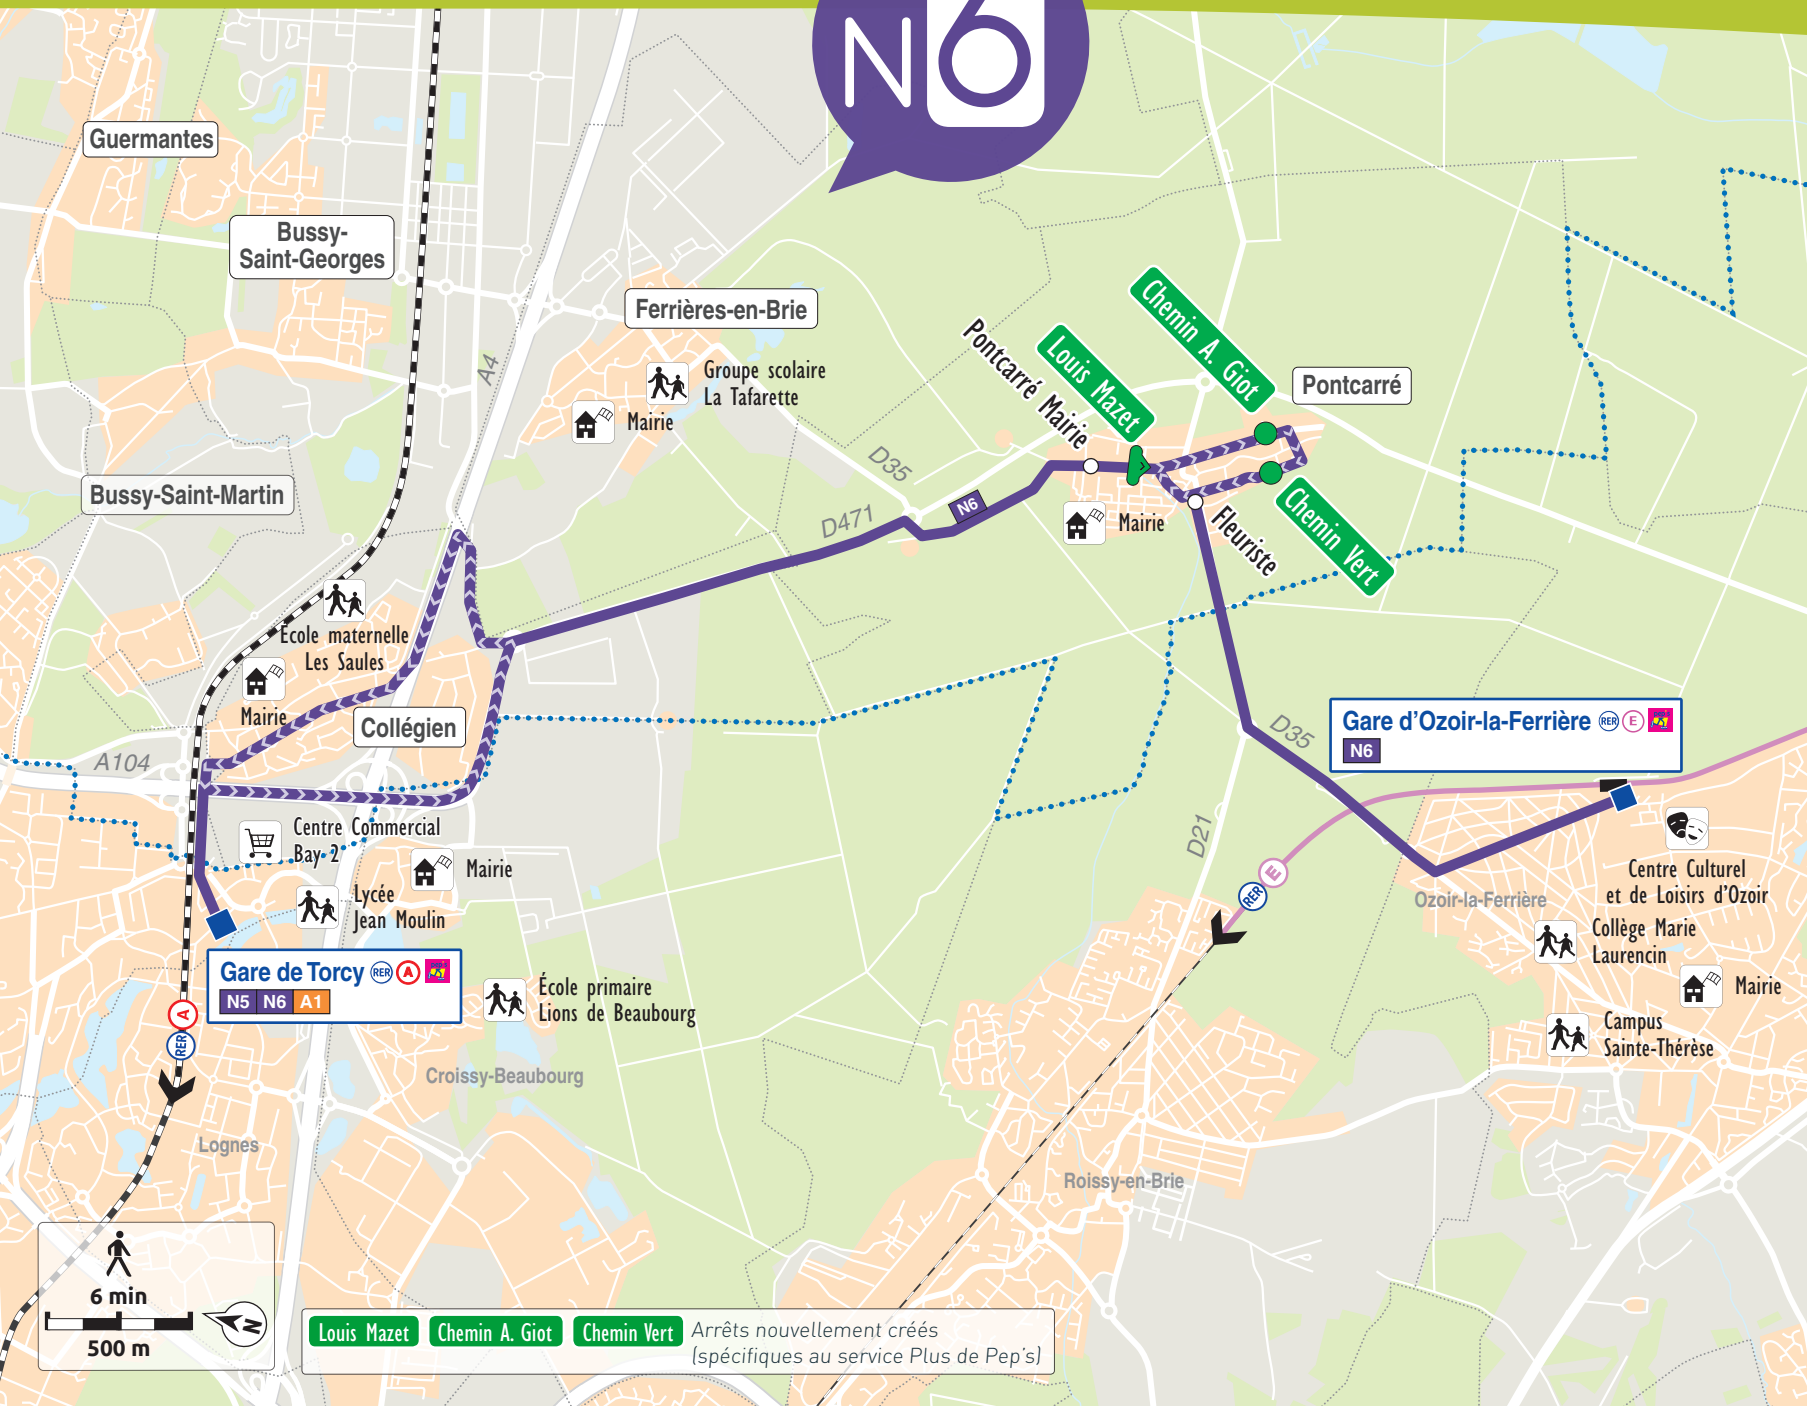 N6
Guermantes
Bussy-
Saint-Georges
A4
Ferrières-en-Brie
Groupe scolaire
La Tafarette
Mairie
Bussy-Saint-Martin
D35
D471
N6
Pontcarré Mairie
Louis Mazet
Chemin A. Giot
Pontcarré
Mairie
Fleuriste
Chemin Vert
École maternelle
Les Saules
Mairie
Collégien
A104
Centre Commercial
Bay 2
Mairie
Lycée
Jean Moulin
Gare de Torcy RER A
N5 N6 A1
A
RER
École primaire
Lions de Beaubourg
Croissy-Beaubourg
Lognes
D35
D21
Gare d'Ozoir-la-Ferrière RER E
N6
E
RER
Centre Culturel
et de Loisirs d'Ozoir
Ozoir-la-Ferrière
Collège Marie
Laurencin
Mairie
Campus
Sainte-Thérèse
Roissy-en-Brie
6 min
500 m
N
Louis Mazet Chemin A. Giot Chemin Vert Arrêts nouvellement créés
(spécifiques au service Plus de Pep's)